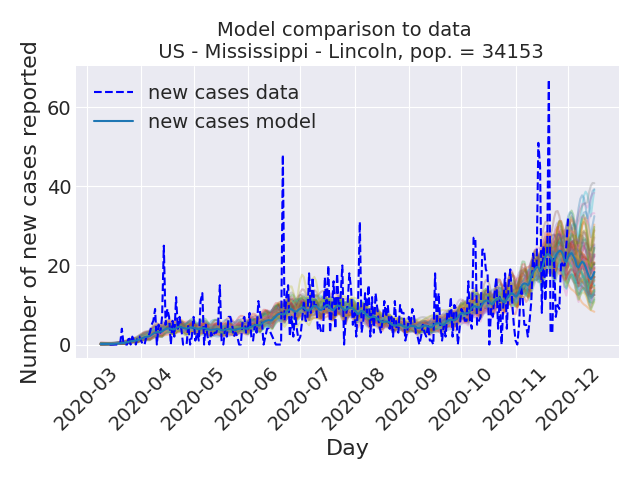 Model comparison to data
US - Mississippi - Lincoln, pop. = 34153
Number of new cases reported
60
40
20
0
new cases data
new cases model
2020-03
2020-04
2020-05
2020-06
2020-07
2020-08
2020-09
2020-10
2020-11
2020-12
Day